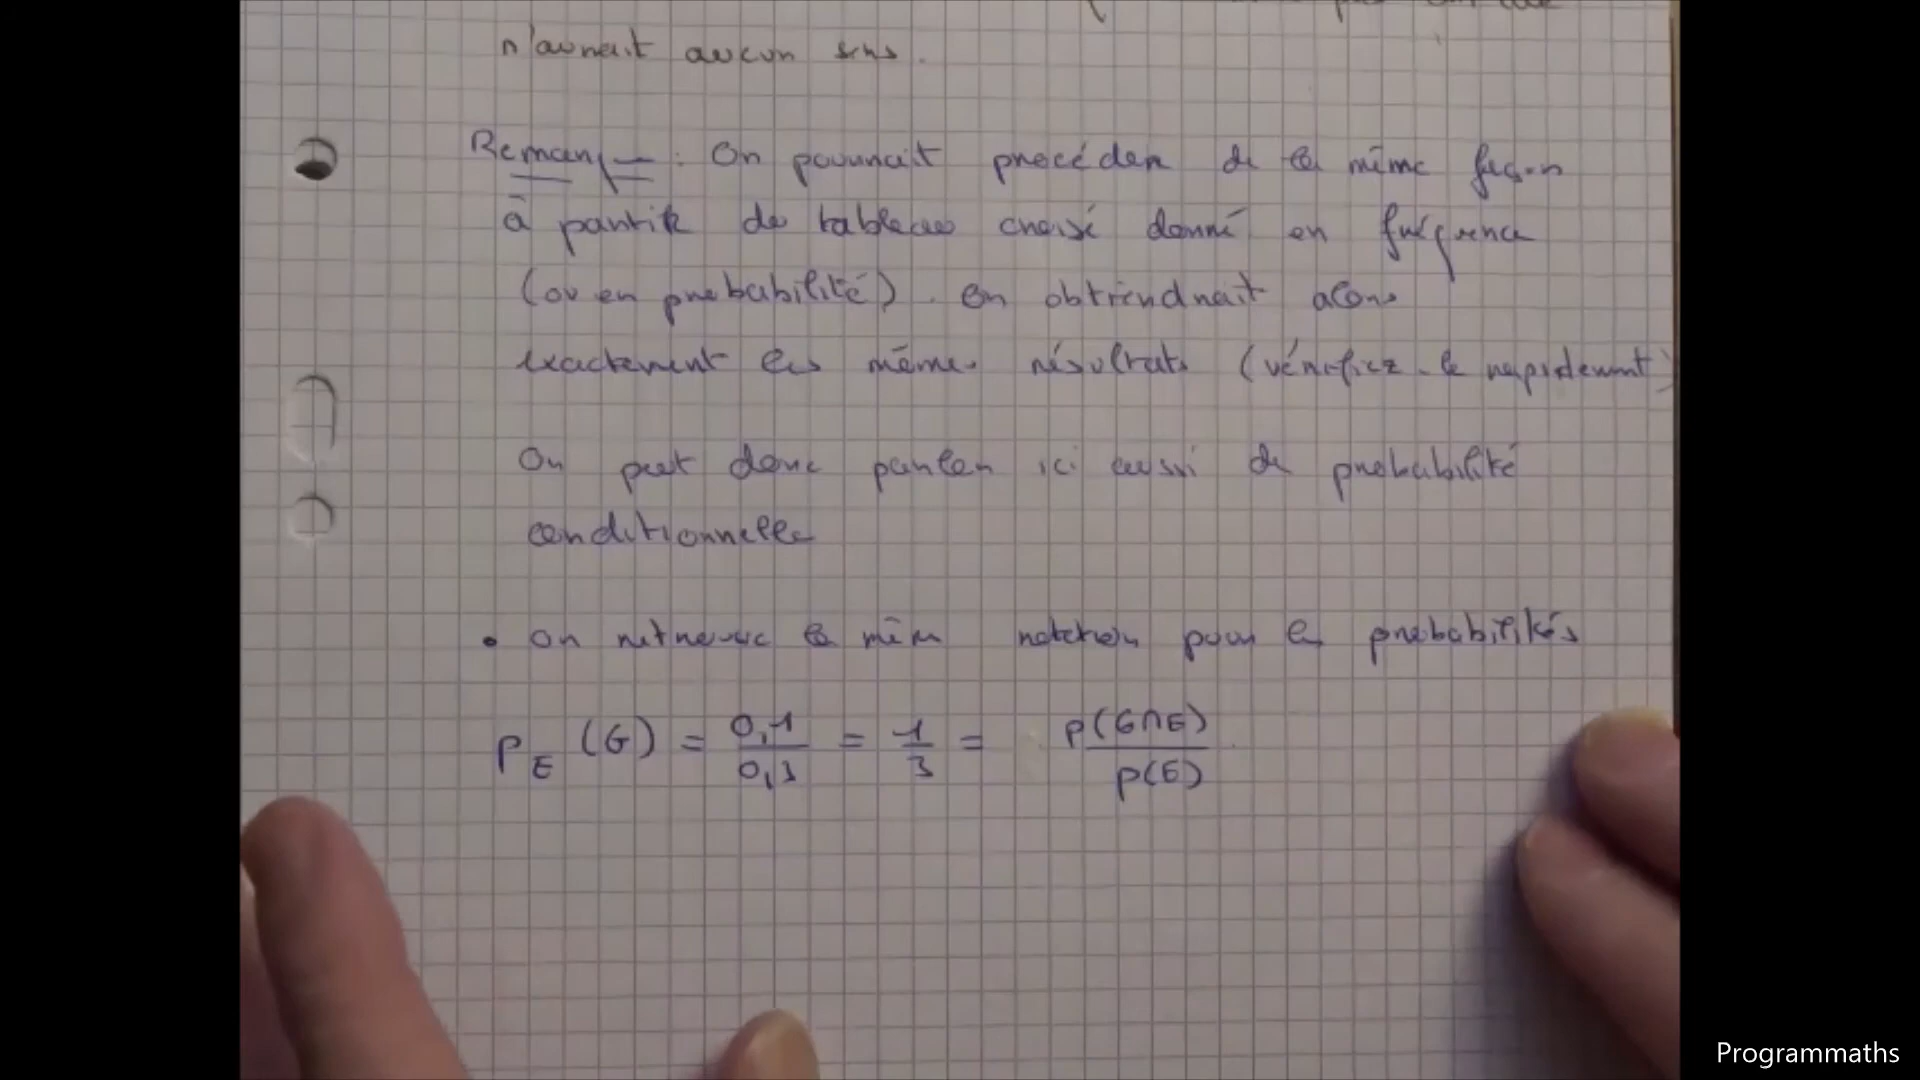 n'aurait aucun sens.
Remarque : On pourrait procéder de la même façon
à partir de tableau croisé donné en fréquence
(ou en probabilité). On obtiendrait alors
exactement les mêmes résultats (vérifiez-le rapidement)
On peut donc parler ici aussi de probabilité
conditionnelle
• On retrouve la même notation pour les probabilités
P_E (G) = 0,1/0,3 = 1/3 = p(G∩E)/p(E)
Programmaths